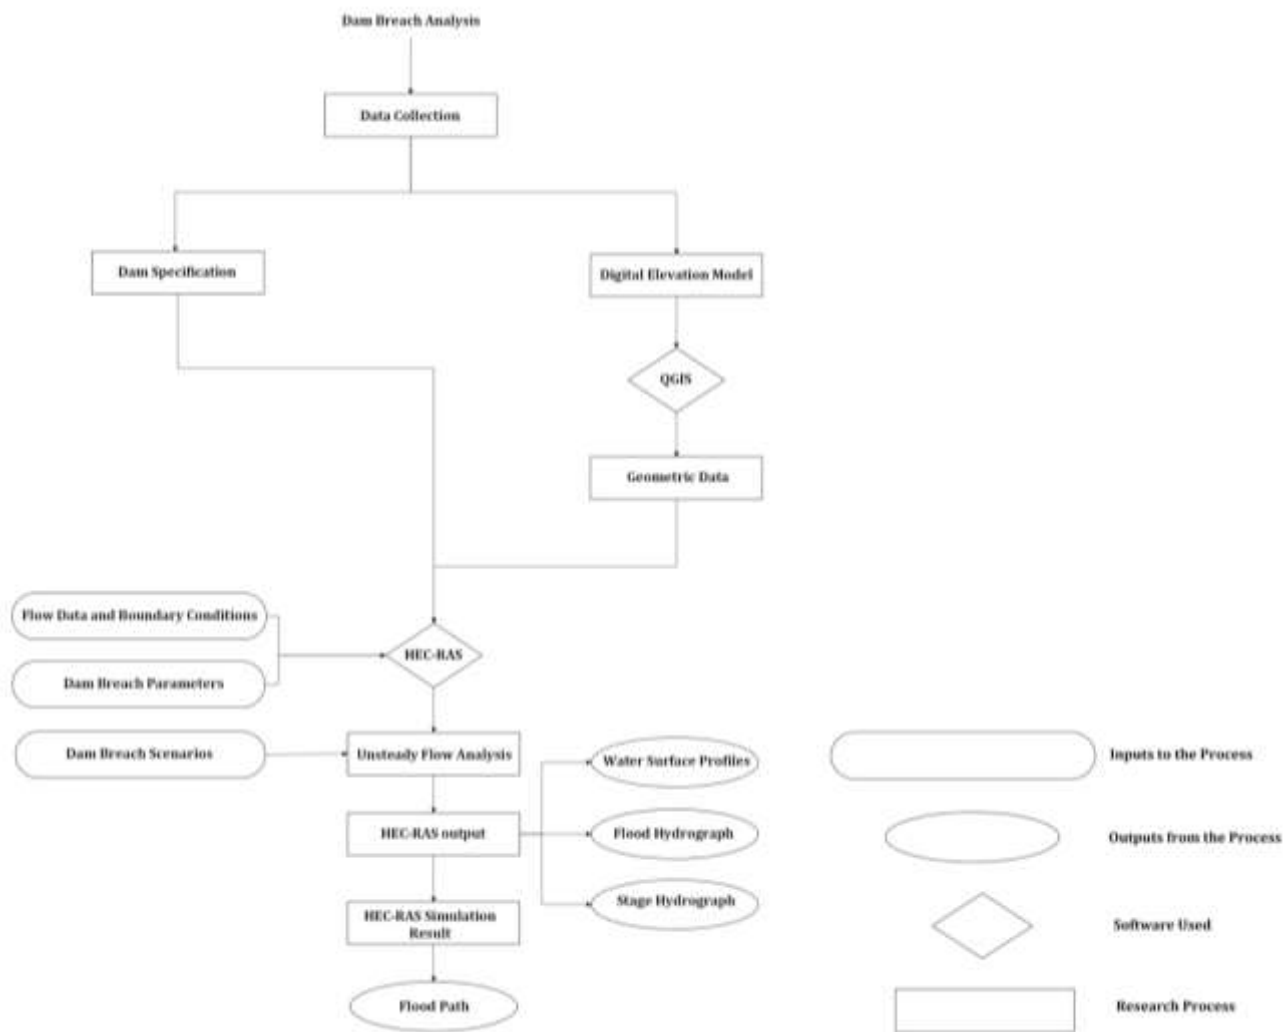 Dam Breach Analysis
Data Collection
Dam Specification
Digital Elevation Model
QGIS
Geometric Data
Flow Data and Boundary Conditions
HEC-RAS
Dam Breach Parameters
Dam Breach Scenarios
Unsteady Flow Analysis
Water Surface Profiles
Inputs to the Process
HEC-RAS output
Flood Hydrograph
Outputs from the Process
Stage Hydrograph
HEC-RAS Simulation
Result
Software Used
Flood Path
Research Process